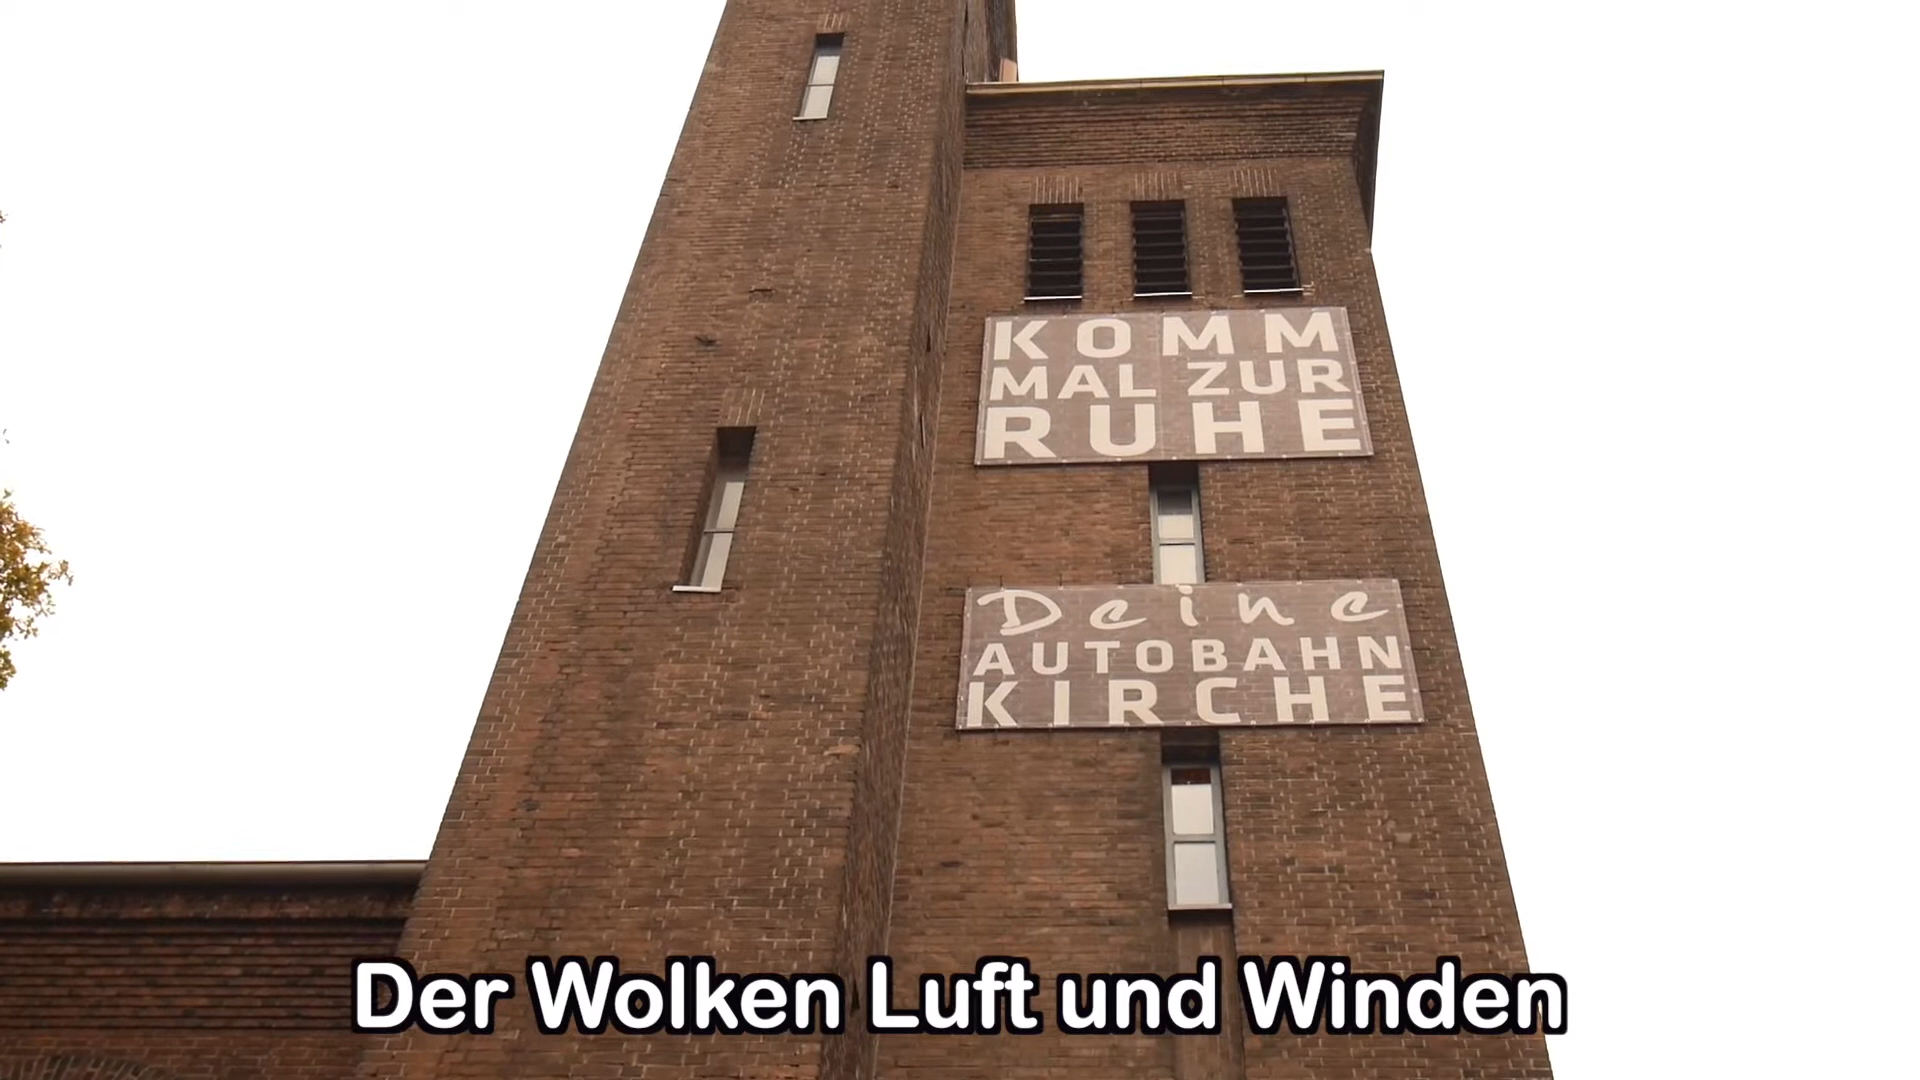 KOMM
MAL ZUR
RUHE
Deine
AUTOBAHN
KIRCHE
Der Wolken Luft und Winden